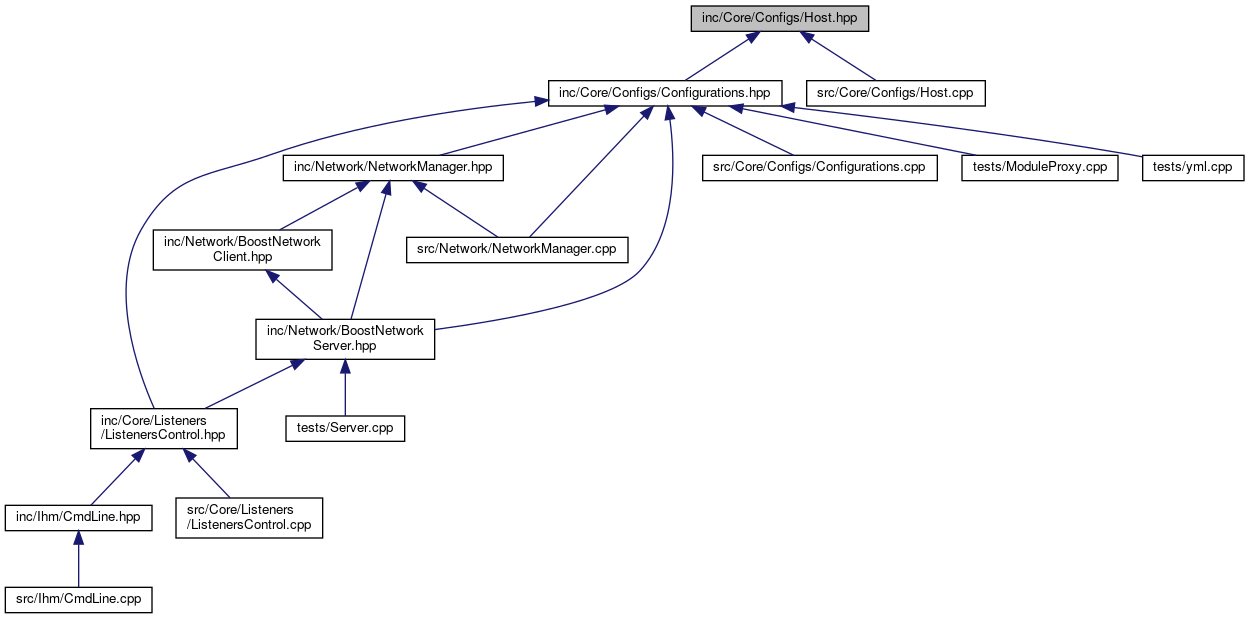 inc/Core/Configs/Host.hpp
inc/Core/Configs/Configurations.hpp
src/Core/Configs/Host.cpp
inc/Network/NetworkManager.hpp
src/Core/Configs/Configurations.cpp
tests/ModuleProxy.cpp
tests/yml.cpp
inc/Network/BoostNetwork
Client.hpp
src/Network/NetworkManager.cpp
inc/Network/BoostNetwork
Server.hpp
inc/Core/Listeners
/ListenersControl.hpp
tests/Server.cpp
inc/Ihm/CmdLine.hpp
src/Core/Listeners
/ListenersControl.cpp
src/Ihm/CmdLine.cpp